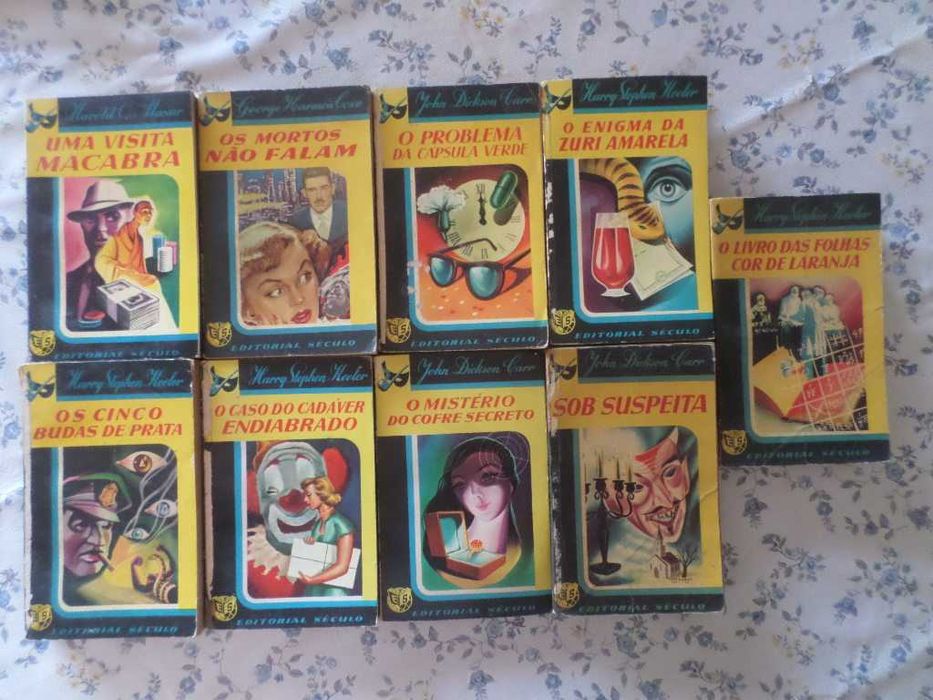 Harold Q. Masur
UMA VISITA
MACABRA
EDITORIAL SÉCULO
George Harmon Coxe
OS MORTOS
NÃO FALAM
EDITORIAL SÉCULO
John Dickson Carr
O PROBLEMA
DA CAPSULA VERDE
EDITORIAL SÉCULO
Harry Stephen Keeler
O ENIGMA DA
ZURI AMARELA
EDITORIAL SÉCULO
Harry Stephen Keeler
O LIVRO DAS FOLHAS
COR DE LARANJA
EDITORIAL SÉCULO
Harry Stephen Keeler
OS CINCO
BUDAS DE PRATA
EDITORIAL SÉCULO
Harry Stephen Keeler
O CASO DO CADÁVER
ENDIABRADO
EDITORIAL SÉCULO
John Dickson Carr
O MISTÉRIO
DO COFRE SECRETO
EDITORIAL SÉCULO
John Dickson Carr
SOB SUSPEITA
EDITORIAL SÉCULO